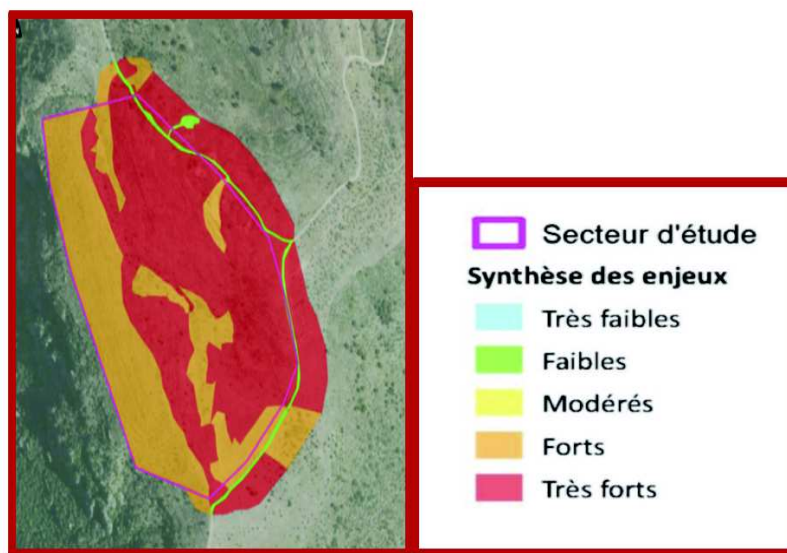 Secteur d'étude
Synthèse des enjeux
Très faibles
Faibles
Modérés
Forts
Très forts